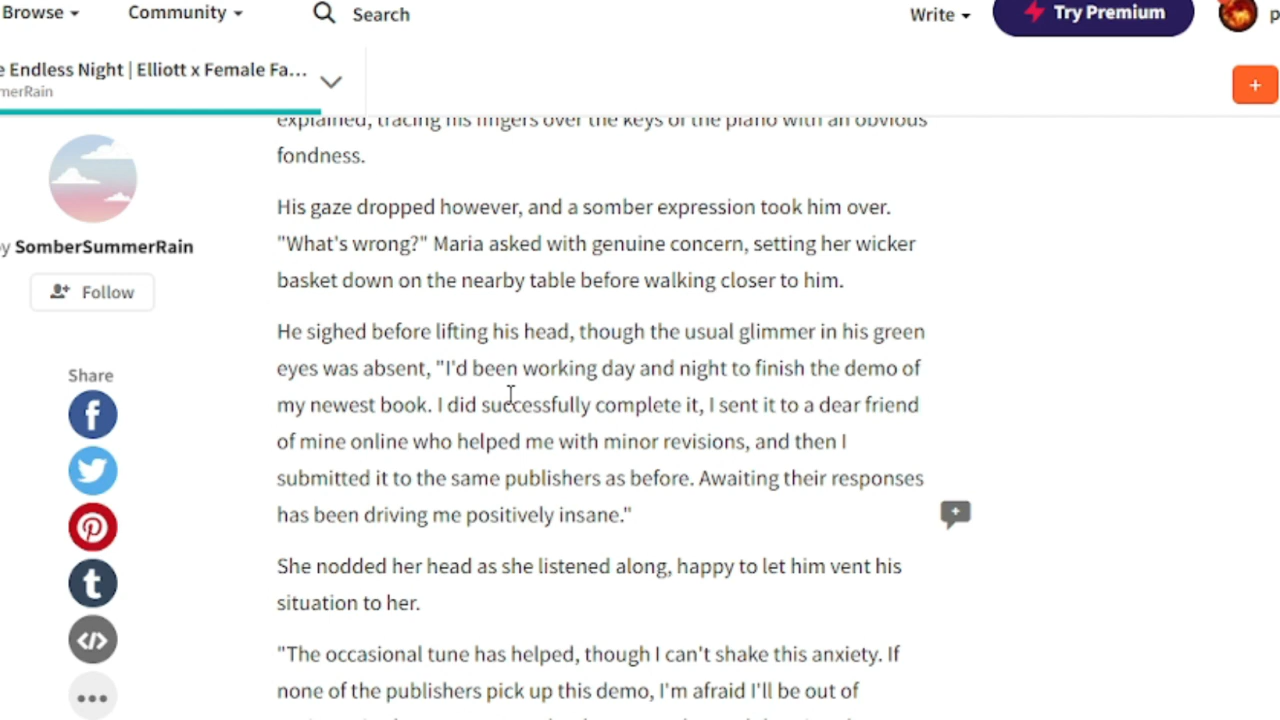 Browse
Community
Search
Write
Try Premium
p
e Endless Night | Elliott x Female Fa...
merRain
+
explained, tracing his fingers over the keys of the piano with an obvious
fondness.
y SomberSummerRain
Follow
His gaze dropped however, and a somber expression took him over.
"What's wrong?" Maria asked with genuine concern, setting her wicker
basket down on the nearby table before walking closer to him.
Share
He sighed before lifting his head, though the usual glimmer in his green
eyes was absent, "I'd been working day and night to finish the demo of
my newest book. I did successfully complete it, I sent it to a dear friend
of mine online who helped me with minor revisions, and then I
submitted it to the same publishers as before. Awaiting their responses
has been driving me positively insane."
She nodded her head as she listened along, happy to let him vent his
situation to her.
"The occasional tune has helped, though I can't shake this anxiety. If
none of the publishers pick up this demo, I'm afraid I'll be out of